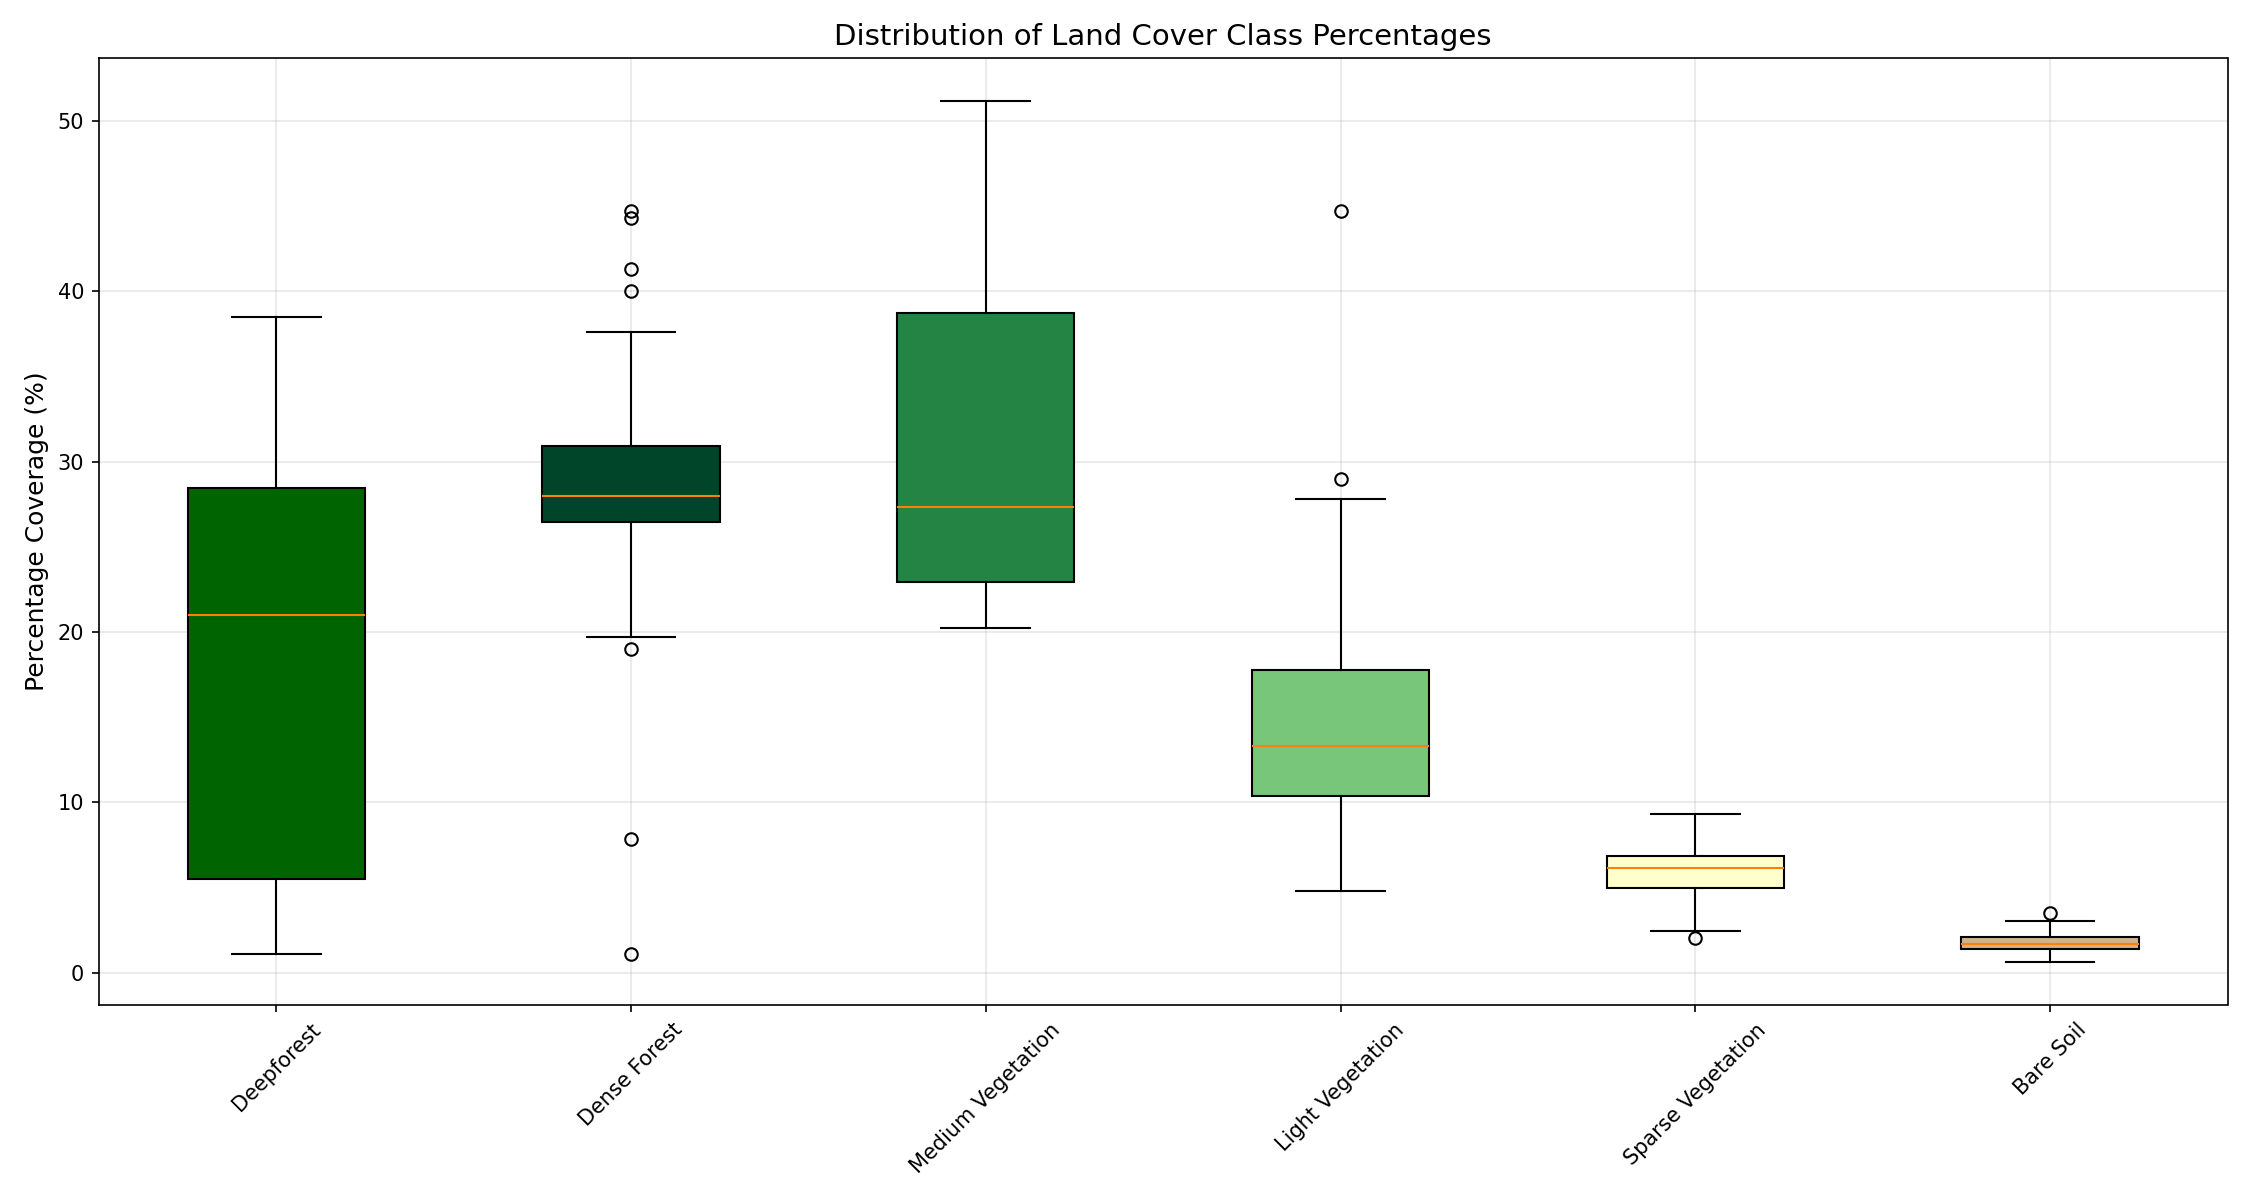 Distribution of Land Cover Class Percentages
Percentage Coverage (%)
50
40
30
20
10
0
Deepforest
Dense Forest
Medium Vegetation
Light Vegetation
Sparse Vegetation
Bare Soil